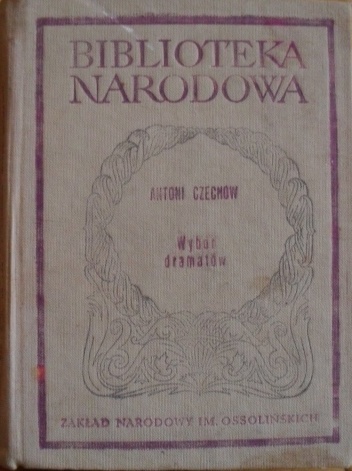 BIBLIOTEKA
NARODOWA
ANTONI CZECHOW
Wybór
dramatów
ZAKŁAD NARODOWY IM. OSSOLIŃSKICH